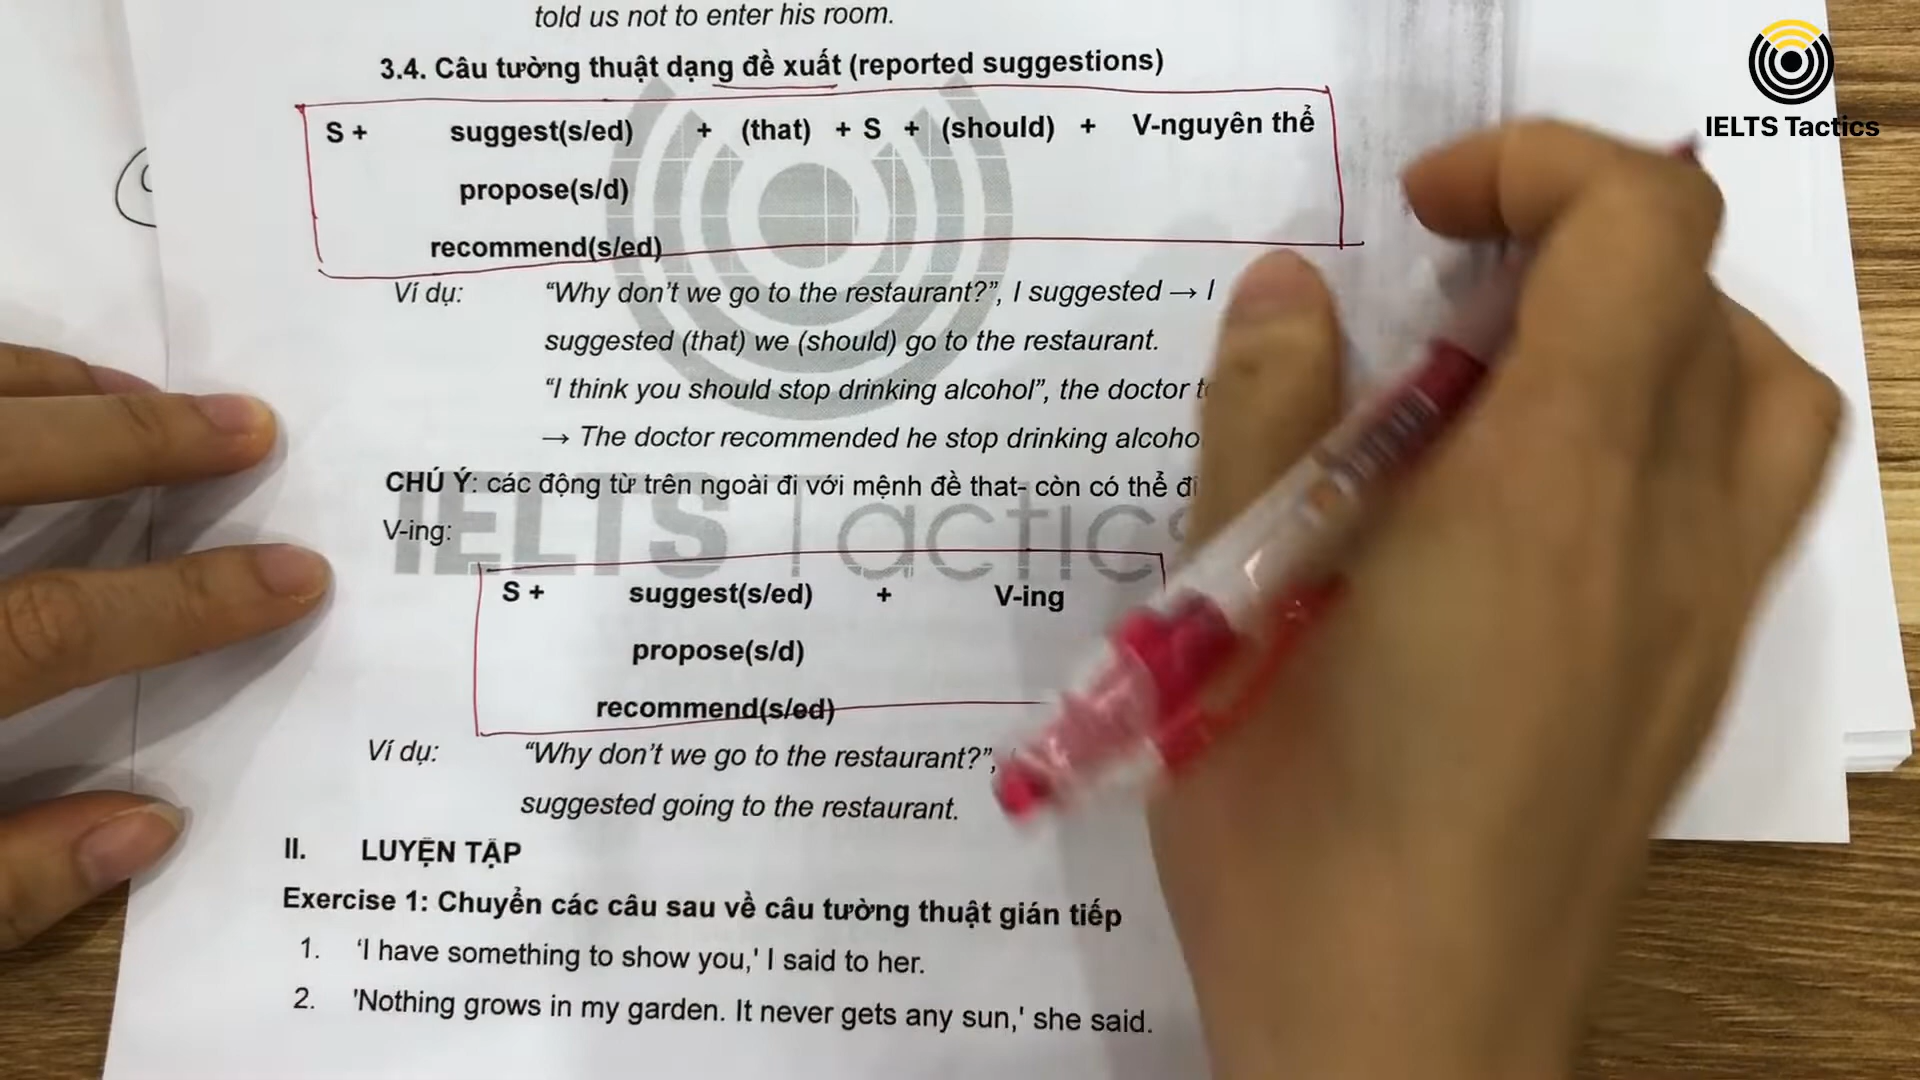 told us not to enter his room.
IELTS Tactics
3.4. Câu tường thuật dạng đề xuất (reported suggestions)
S + suggest(s/ed) + (that) + S + (should) + V-nguyên thể
propose(s/d)
recommend(s/ed)
Ví dụ: “Why don’t we go to the restaurant?”, I suggested → I
suggested (that) we (should) go to the restaurant.
“I think you should stop drinking alcohol”, the doctor
→ The doctor recommended he stop drinking
CHÚ Ý: các động từ trên ngoài đi với mệnh đề that- còn có thể
V-ing:
IELTS Tactics
S + suggest(s/ed) + V-ing
propose(s/d)
recommend(s/ed)
Ví dụ: “Why don’t we go to the restaurant?”,
suggested going to the restaurant.
II. LUYỆN TẬP
Exercise 1: Chuyển các câu sau về câu tường thuật gián tiếp
1. ‘I have something to show you,' I said to her.
2. 'Nothing grows in my garden. It never gets any sun,' she said.